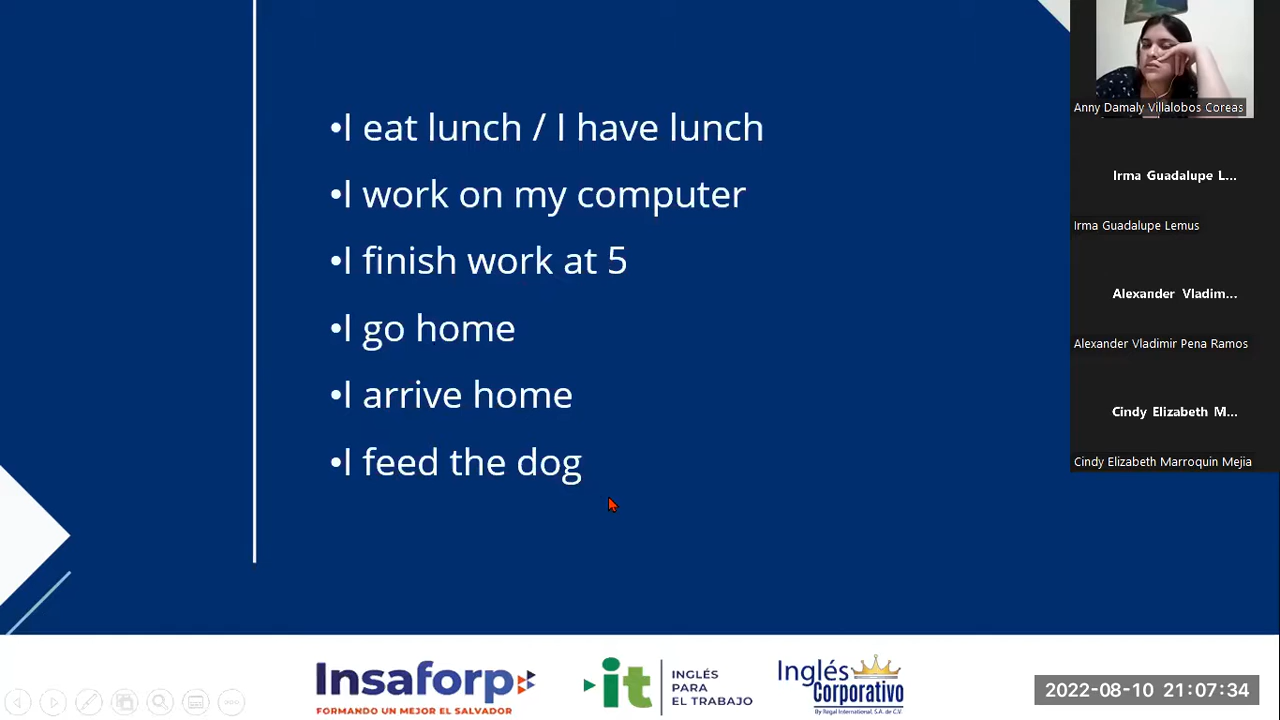 •I eat lunch / I have lunch
•I work on my computer
•I finish work at 5
•I go home
•I arrive home
•I feed the dog
Anny Damaly Villalobos Coreas
Irma Guadalupe L...
Irma Guadalupe Lemus
Alexander Vladim...
Alexander Vladimir Pena Ramos
Cindy Elizabeth M...
Cindy Elizabeth Marroquin Mejia
Insaforp
FORMANDO UN MEJOR EL SALVADOR
it
INGLÉS
PARA
EL TRABAJO
Inglés
Corporativo
By Regal International, S.A. de C.V.
2022-08-10 21:07:34